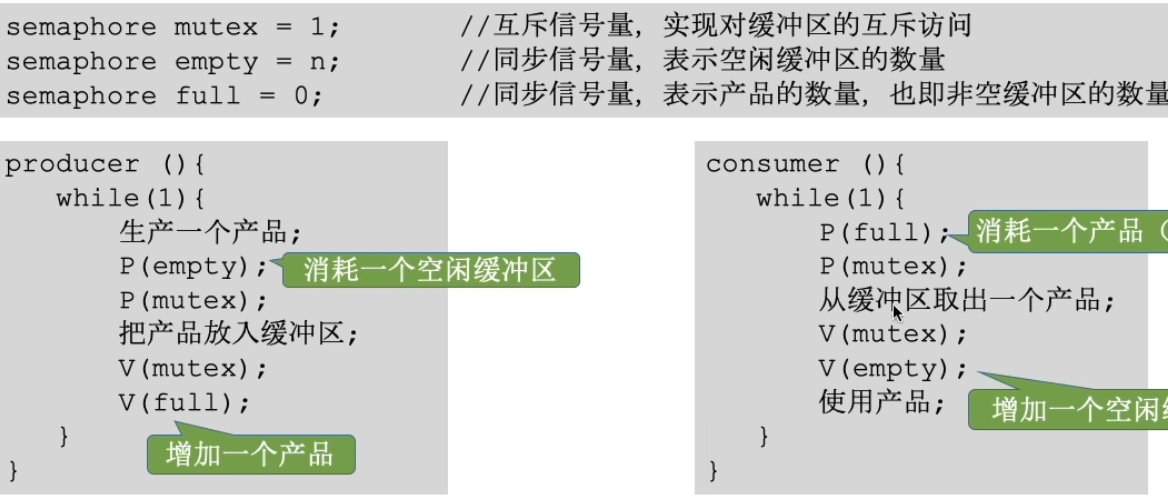 semaphore mutex = 1; //互斥信号量，实现对缓冲区的互斥访问
semaphore empty = n; //同步信号量，表示空闲缓冲区的数量
semaphore full = 0; //同步信号量，表示产品的数量，也即非空缓冲区的数量
producer (){
while(1){
生产一个产品;
P(empty);
消耗一个空闲缓冲区
P(mutex);
把产品放入缓冲区;
V(mutex);
V(full);
增加一个产品
}
}
consumer (){
while(1){
P(full);
消耗一个产品（
P(mutex);
从缓冲区取出一个产品;
V(mutex);
V(empty);
增加一个空闲
使用产品;
}
}